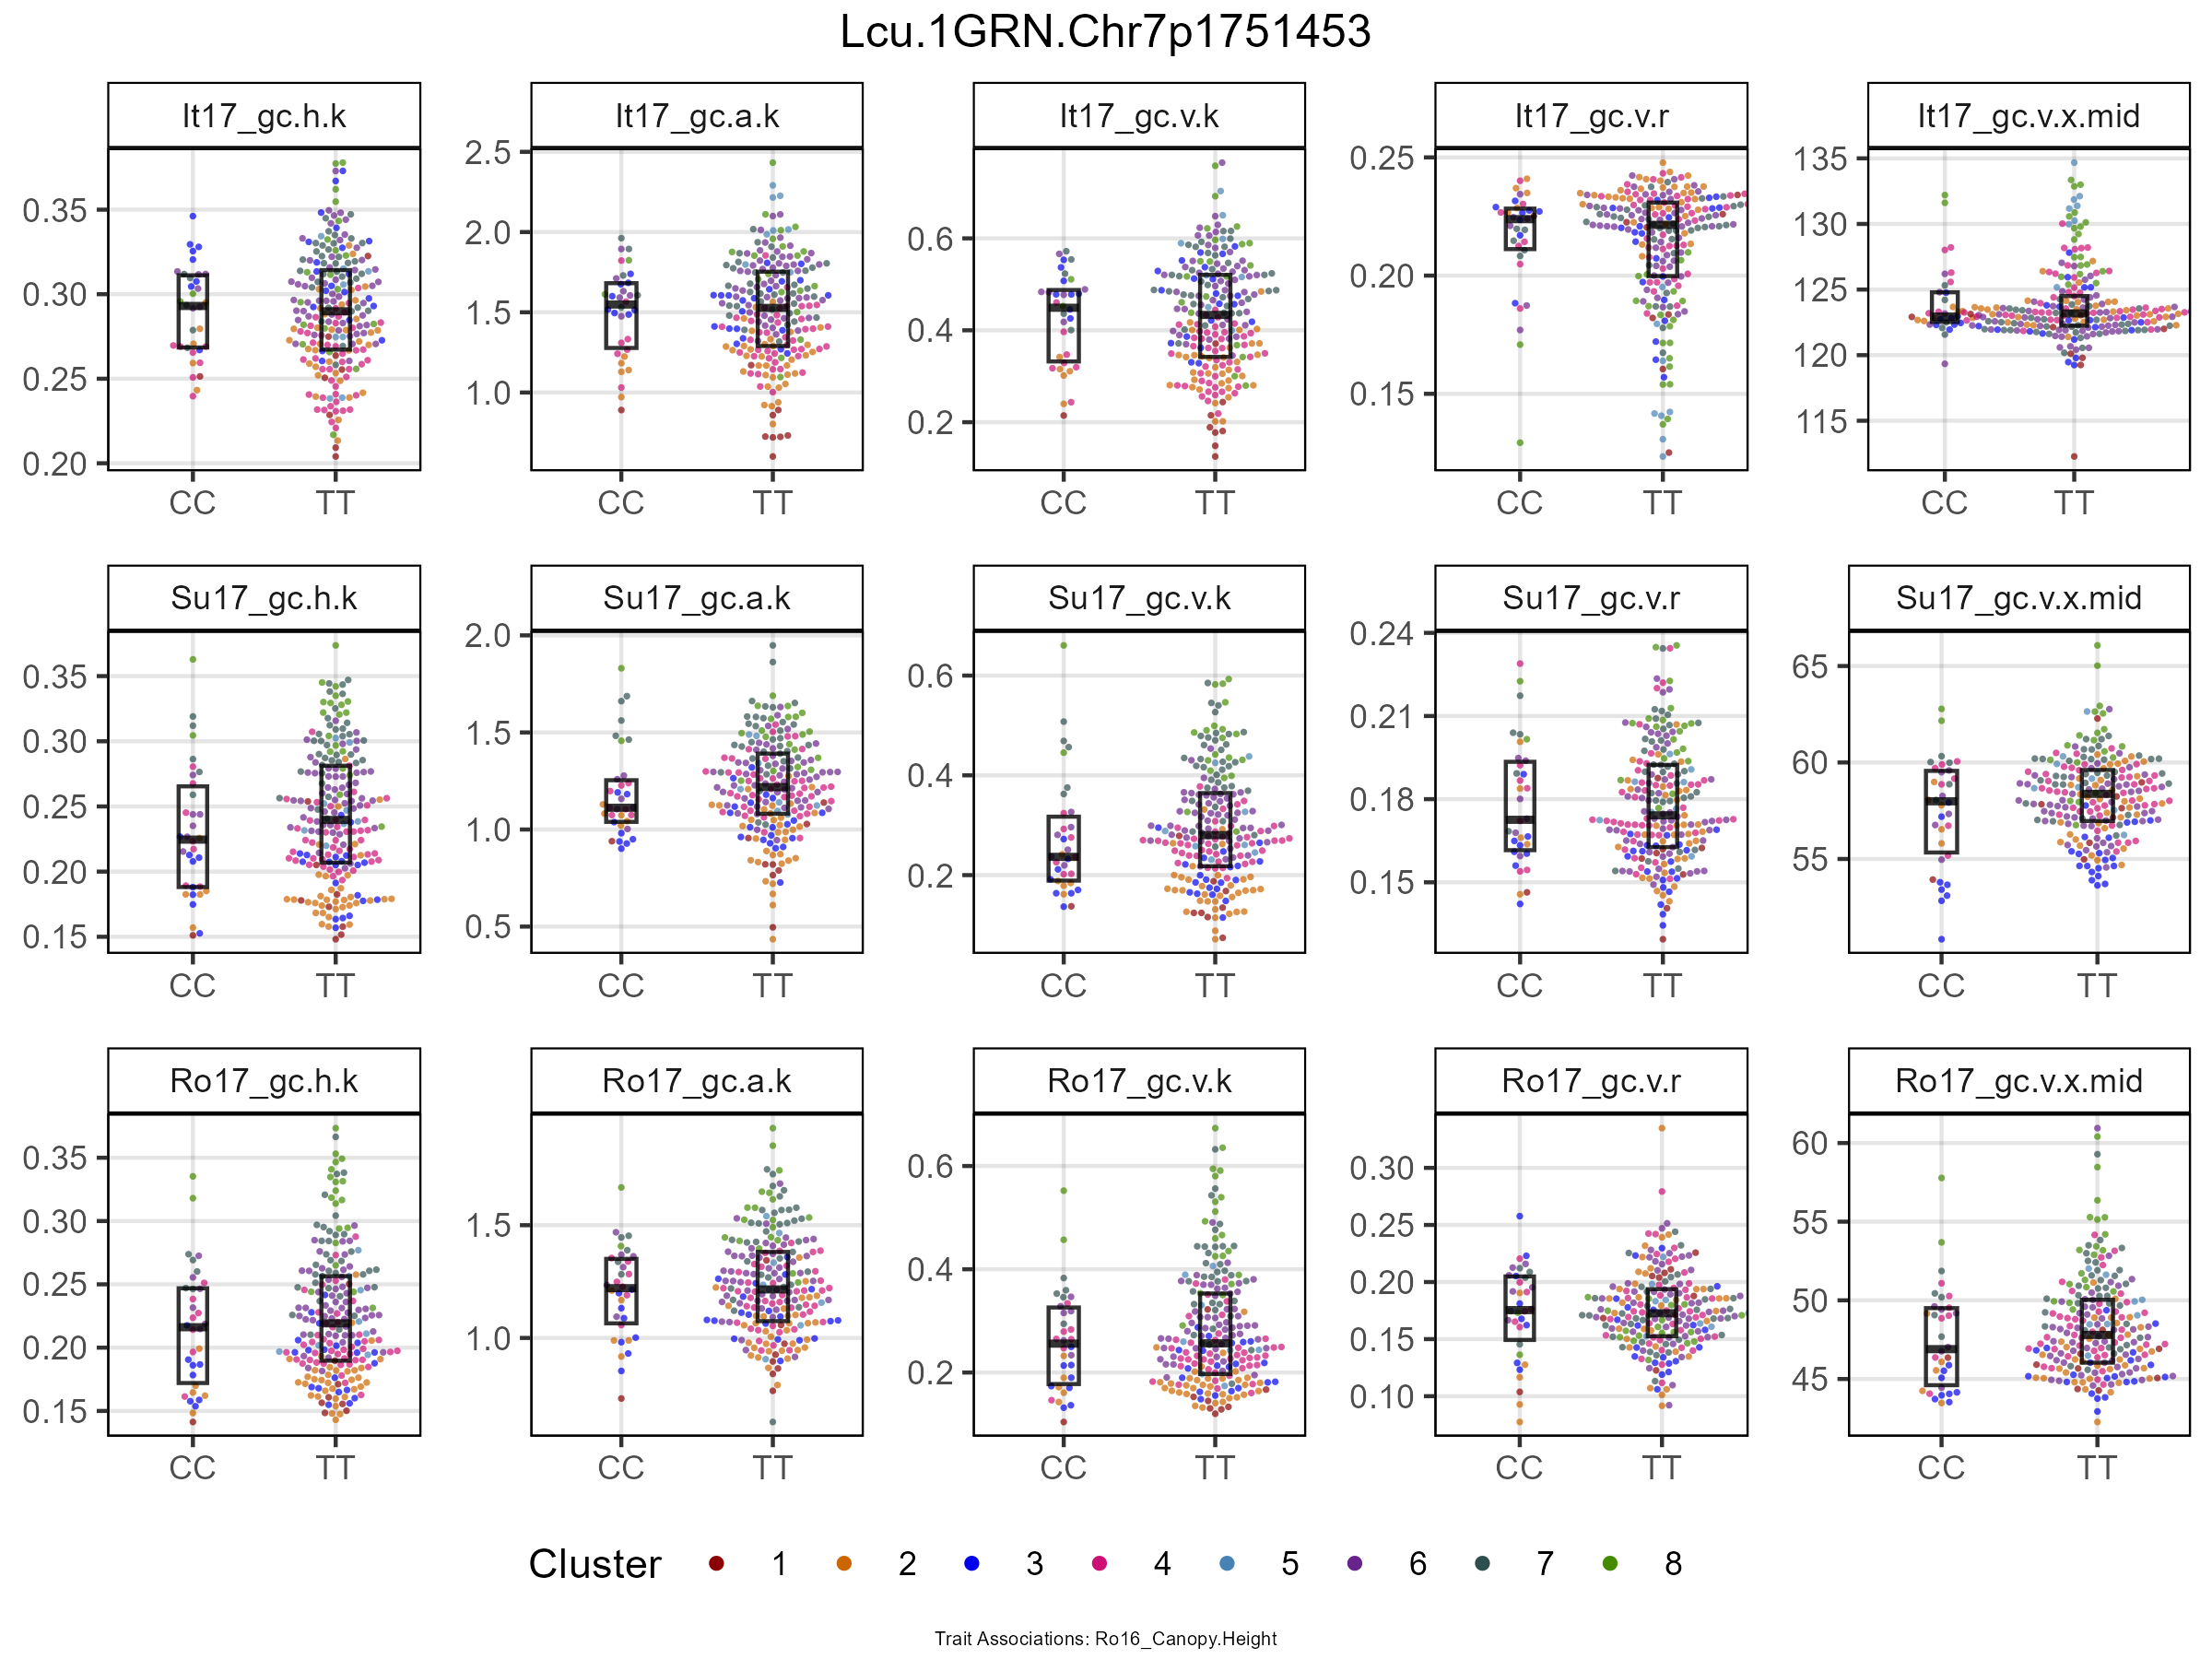 Lcu.1GRN.Chr7p1751453
It17_gc.h.k
It17_gc.a.k
It17_gc.v.k
It17_gc.v.r
It17_gc.v.x.mid
0.35
0.30
0.25
0.20
2.5
2.0
1.5
1.0
0.6
0.4
0.2
0.25
0.20
0.15
135
130
125
120
115
CC TT
CC TT
CC TT
CC TT
CC TT
Su17_gc.h.k
Su17_gc.a.k
Su17_gc.v.k
Su17_gc.v.r
Su17_gc.v.x.mid
0.35
0.30
0.25
0.20
0.15
2.0
1.5
1.0
0.5
0.6
0.4
0.2
0.24
0.21
0.18
0.15
65
60
55
CC TT
CC TT
CC TT
CC TT
CC TT
Ro17_gc.h.k
Ro17_gc.a.k
Ro17_gc.v.k
Ro17_gc.v.r
Ro17_gc.v.x.mid
0.35
0.30
0.25
0.20
0.15
1.5
1.0
0.6
0.4
0.2
0.30
0.25
0.20
0.15
0.10
60
55
50
45
CC TT
CC TT
CC TT
CC TT
CC TT
Cluster 1 2 3 4 5 6 7 8
Trait Associations: Ro16_Canopy.Height